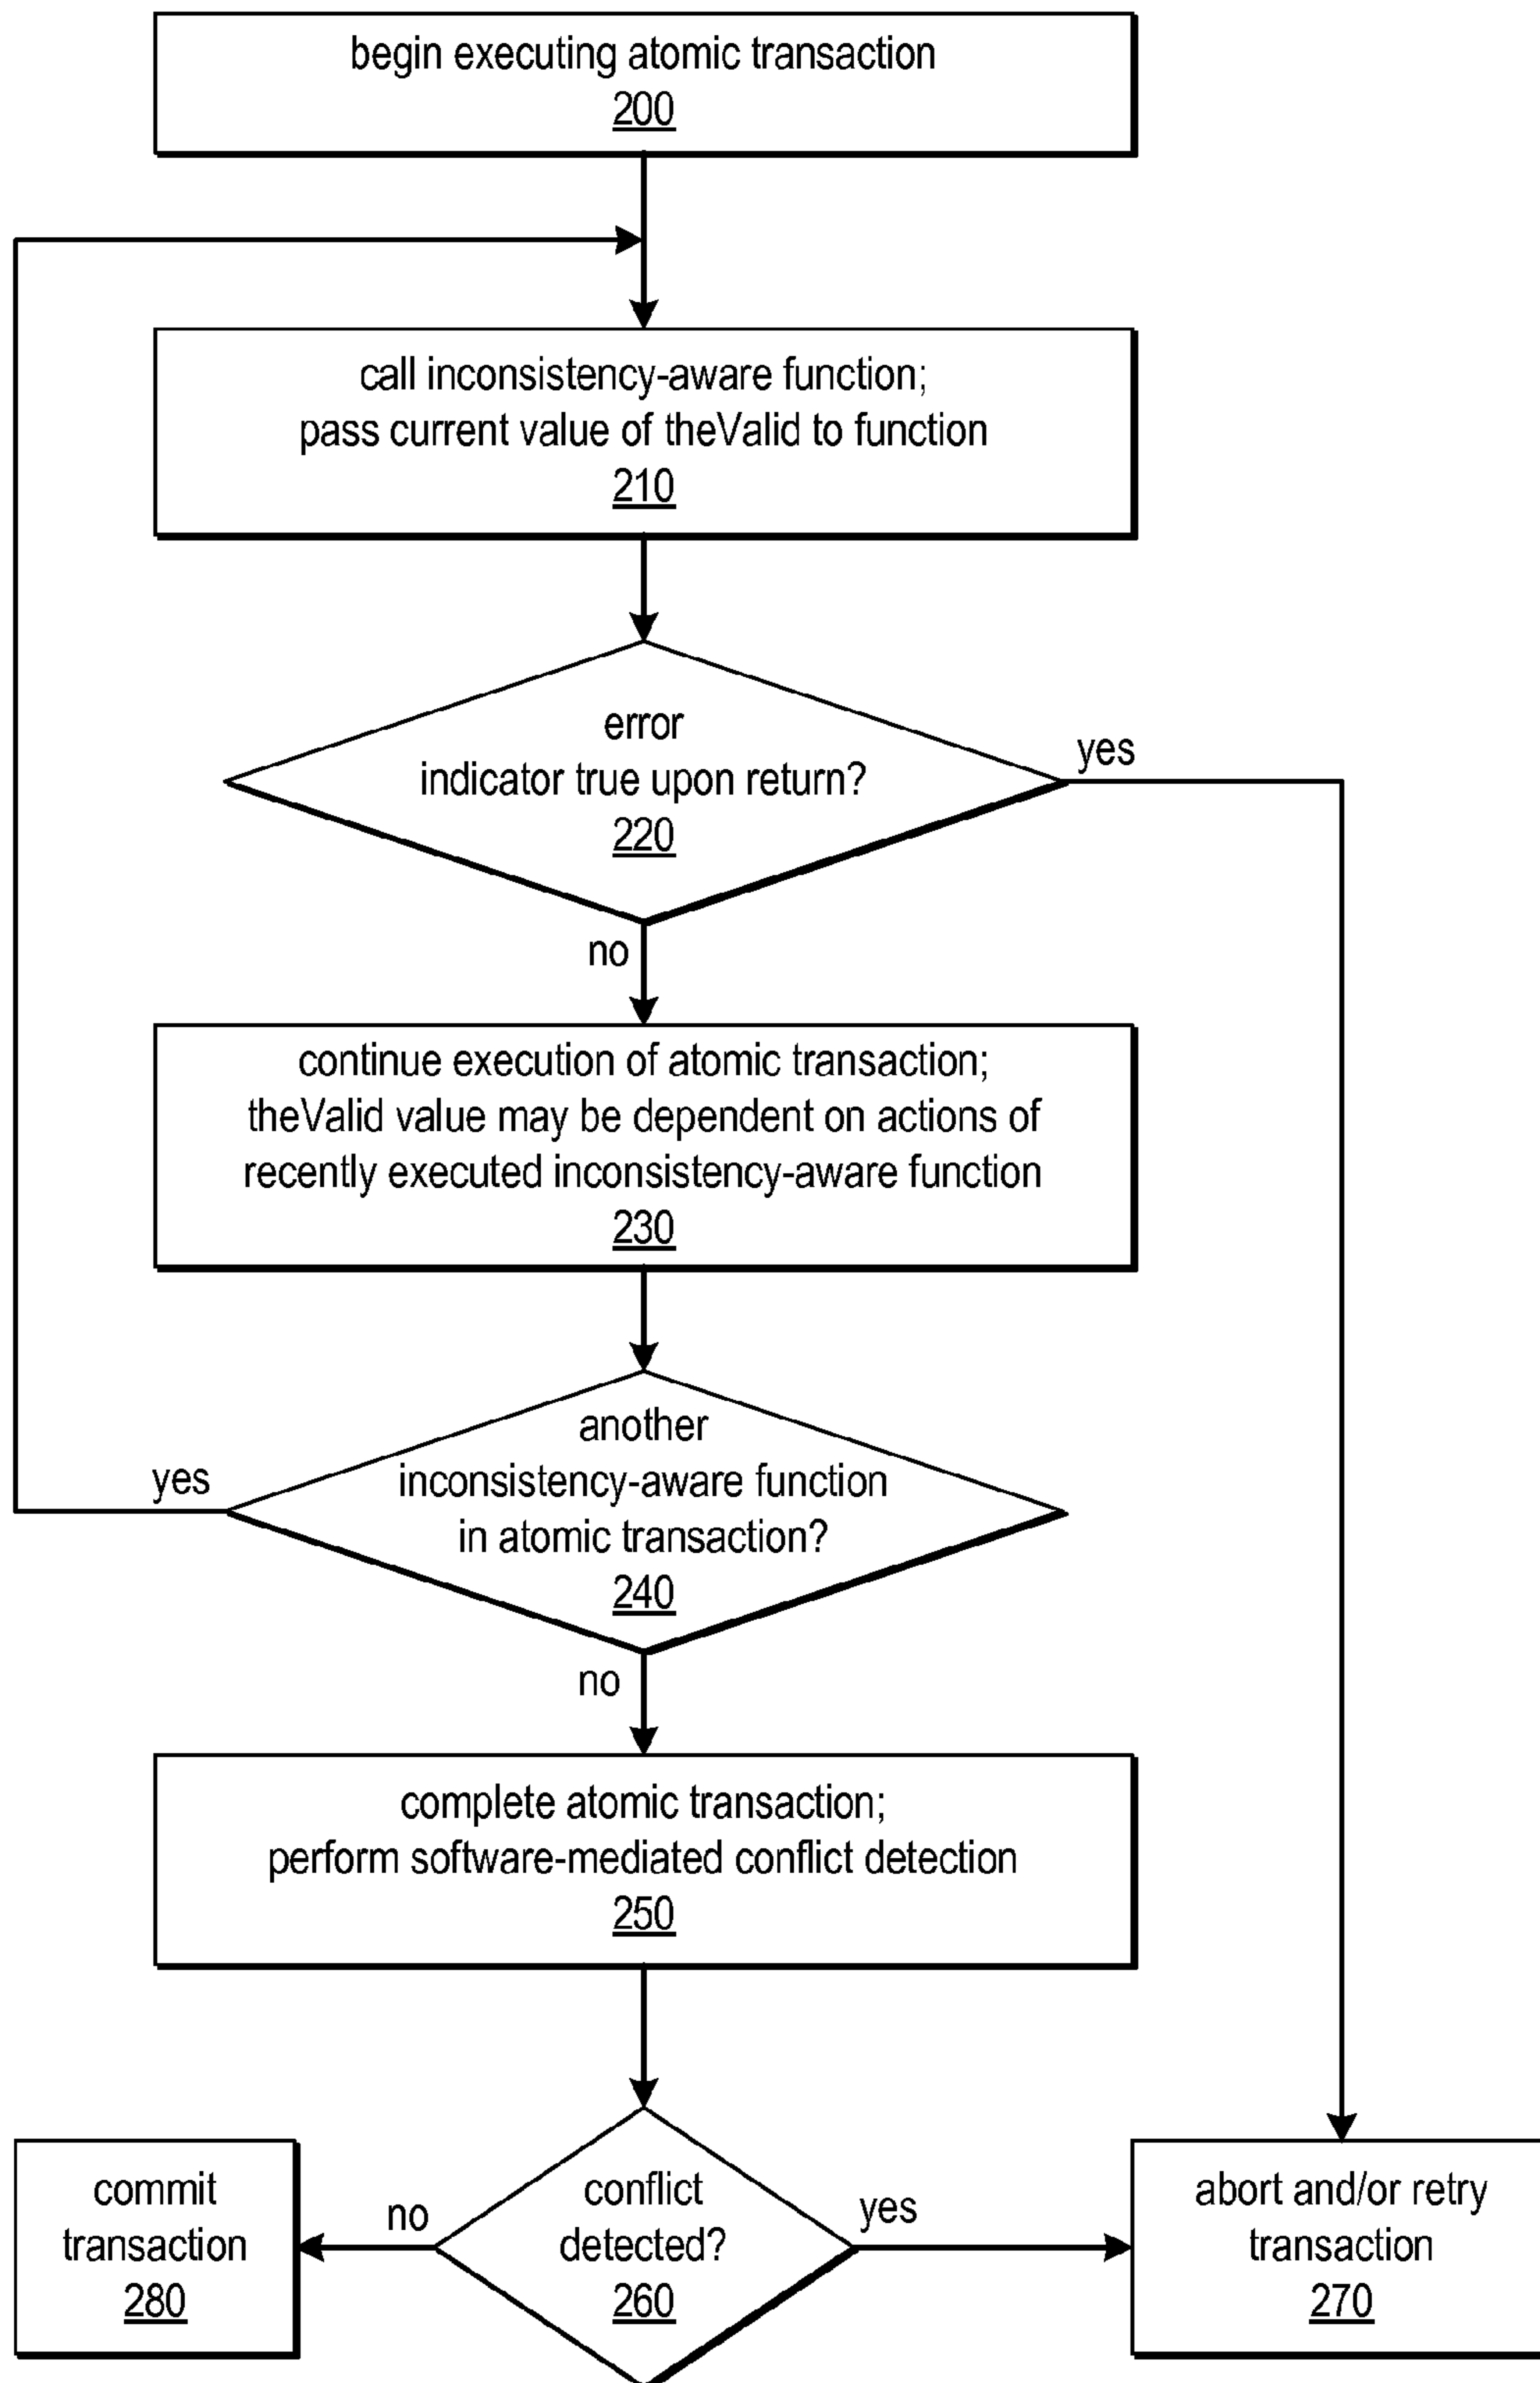 begin executing atomic transaction
200
call inconsistency-aware function;
pass current value of theValid to function
210
error
indicator true upon return?
220
yes
no
continue execution of atomic transaction;
theValid value may be dependent on actions of
recently executed inconsistency-aware function
230
another
inconsistency-aware function
in atomic transaction?
240
yes
no
complete atomic transaction;
perform software-mediated conflict detection
250
conflict
detected?
260
no
yes
commit
transaction
280
abort and/or retry
transaction
270